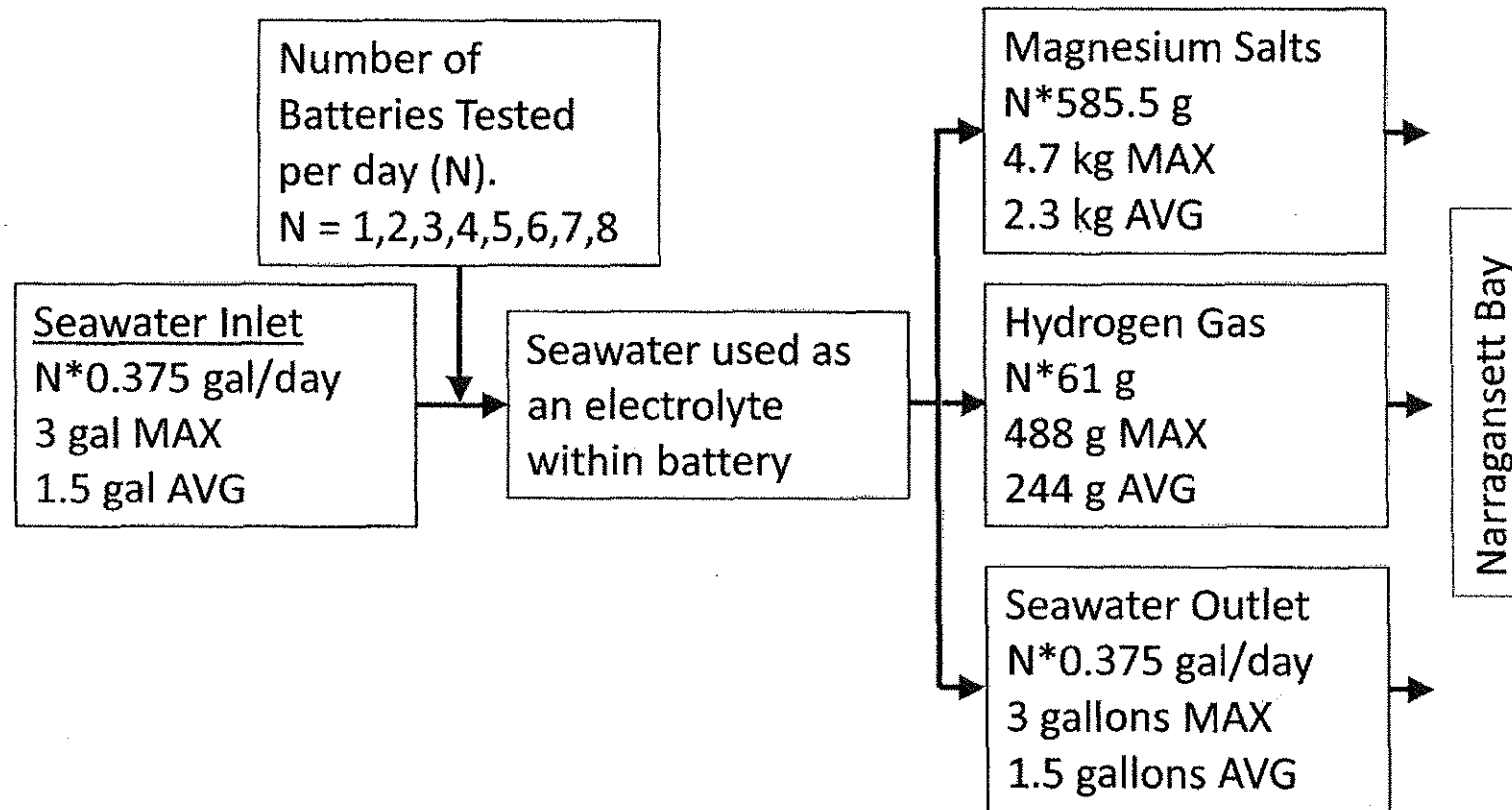 Number of
Batteries Tested
per day (N).
N = 1,2,3,4,5,6,7,8
Seawater Inlet
N*0.375 gal/day
3 gal MAX
1.5 gal AVG
Seawater used as
an electrolyte
within battery
Magnesium Salts
N*585.5 g
4.7 kg MAX
2.3 kg AVG
Hydrogen Gas
N*61 g
488 g MAX
244 g AVG
Seawater Outlet
N*0.375 gal/day
3 gallons MAX
1.5 gallons AVG
Narragausett Bay